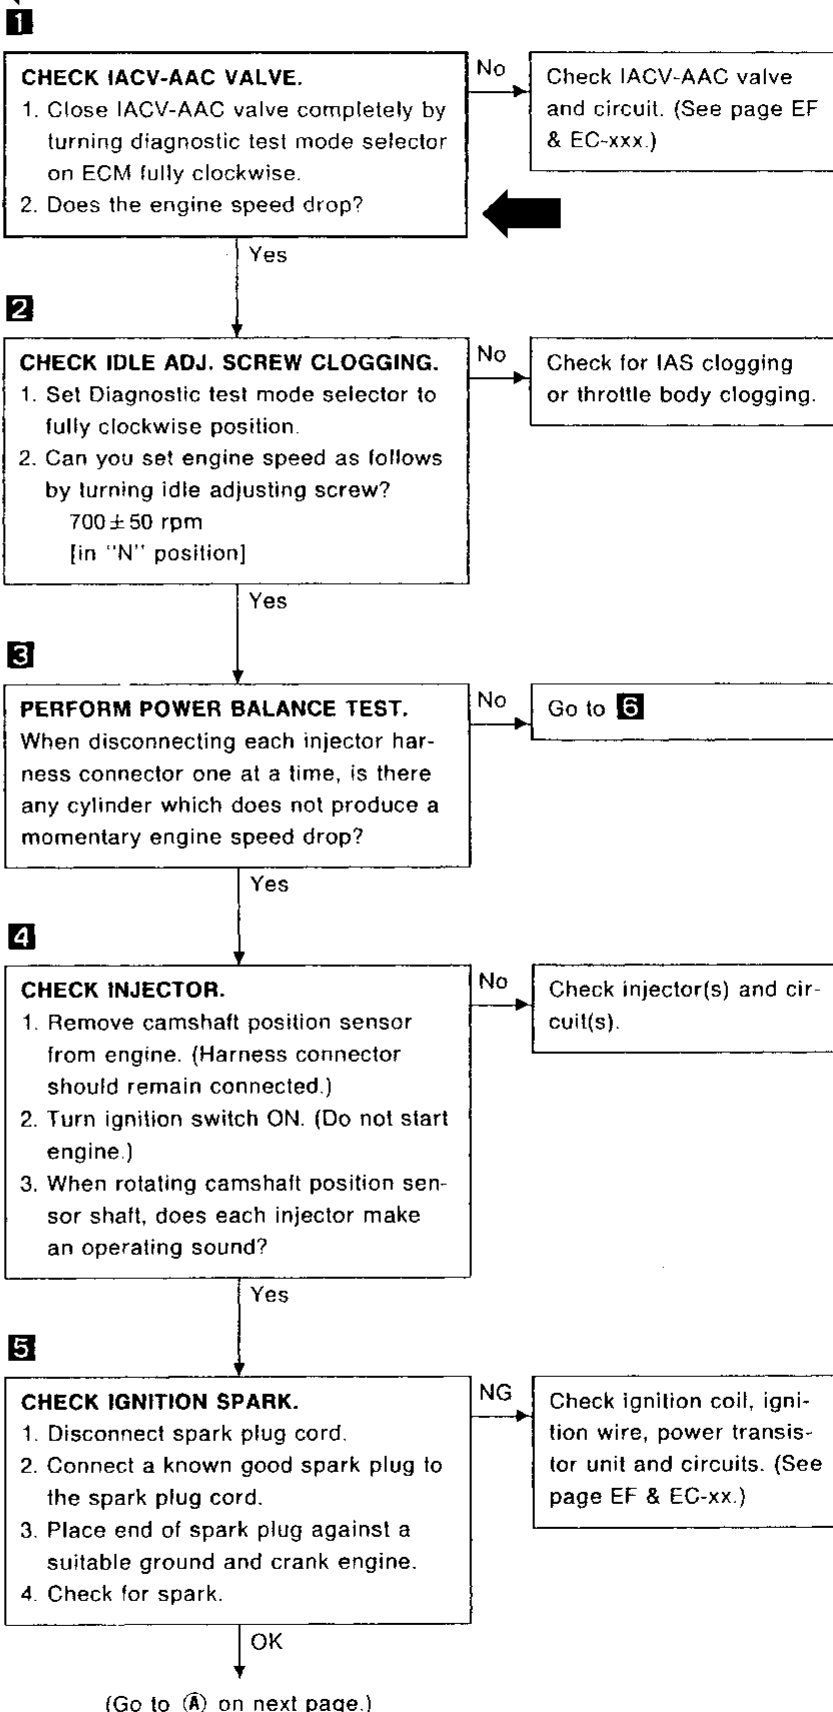 1
CHECK IACV-AAC VALVE.
1. Close IACV-AAC valve completely by
turning diagnostic test mode selector
on ECM fully clockwise.
2. Does the engine speed drop?
No
Check IACV-AAC valve
and circuit. (See page EF
& EC-xxx.)
Yes
2
CHECK IDLE ADJ. SCREW CLOGGING.
1. Set Diagnostic test mode selector to
fully clockwise position.
2. Can you set engine speed as follows
by turning idle adjusting screw?
700±50 rpm
[in "N" position]
No
Check for IAS clogging
or throttle body clogging.
Yes
3
PERFORM POWER BALANCE TEST.
When disconnecting each injector har-
ness connector one at a time, is there
any cylinder which does not produce a
momentary engine speed drop?
No
Go to 6
Yes
4
CHECK INJECTOR.
1. Remove camshaft position sensor
from engine. (Harness connector
should remain connected.)
2. Turn ignition switch ON. (Do not start
engine.)
3. When rotating camshaft position sen-
sor shaft, does each injector make
an operating sound?
No
Check injector(s) and cir-
cuit(s).
Yes
5
CHECK IGNITION SPARK.
1. Disconnect spark plug cord.
2. Connect a known good spark plug to
the spark plug cord.
3. Place end of spark plug against a
suitable ground and crank engine.
4. Check for spark.
NG
Check ignition coil, igni-
tion wire, power transis-
tor unit and circuits. (See
page EF & EC-xx.)
OK
(Go to Ⓐ on next page.)